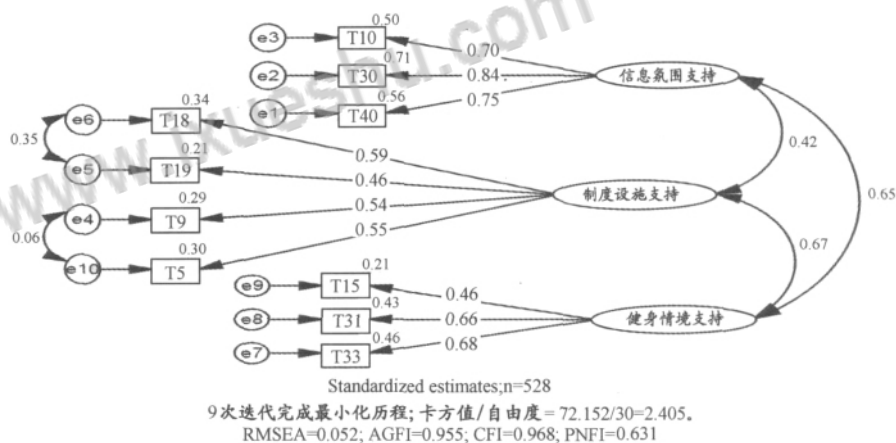 0.50
e3 T10 0.70
0.71
e2 T30 0.84 信息氛围支持
0.56
e1 T40 0.75
0.34
e6 T18 0.59 0.42
0.35
0.21
e5 T19 0.46
制度设施支持 0.65
0.29
e4 T9 0.54
0.06
0.30
e10 T5 0.55 0.67
0.21
e9 T15 0.46
0.43
e8 T31 0.66 健身情境支持
0.46
e7 T33 0.68
Standardized estimates;n=528
9次迭代完成最小化历程; 卡方值/自由度=72.152/30=2.405。
RMSEA=0.052; AGFI=0.955; CFI=0.968; PNFI=0.631
www.ixueshu.com